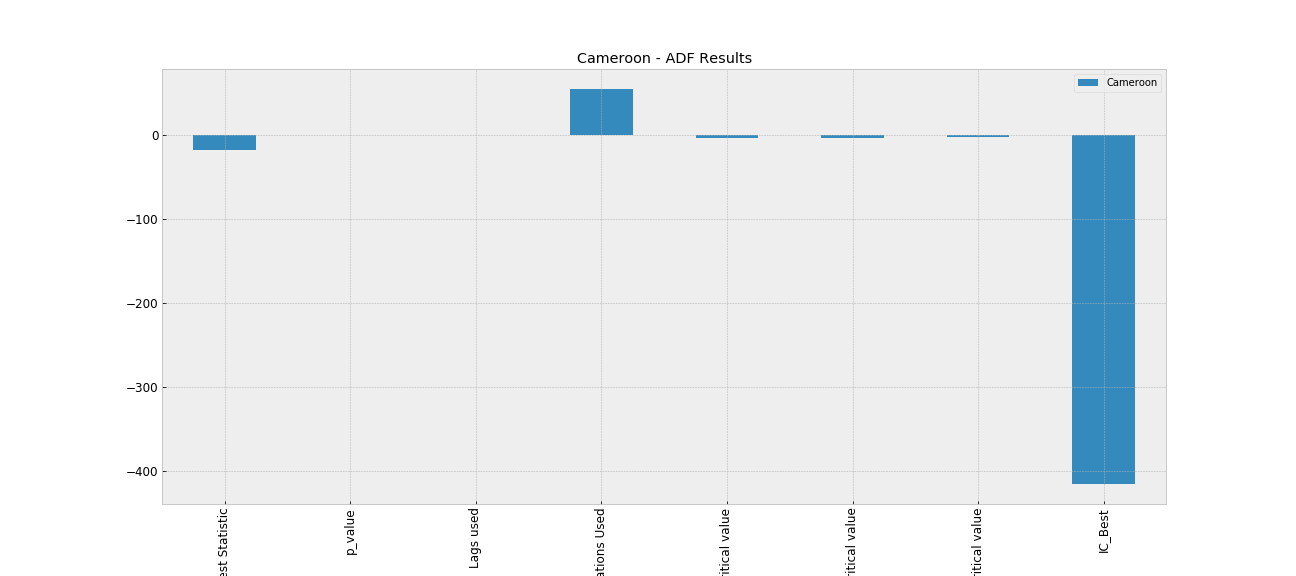 Cameroon - ADF Results
Cameroon
0
−100
−200
−300
−400
est Statistic
p_value
Lags used
ations Used
ritical value
ritical value
ritical value
IC_Best